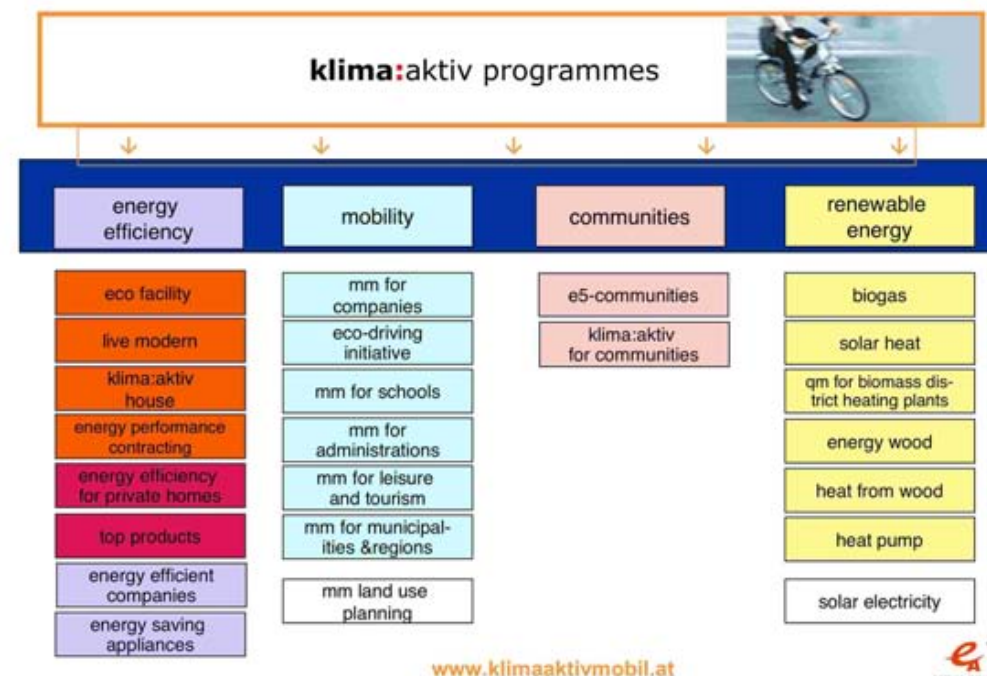 klima:aktiv programmes
energy
efficiency
mobility
communities
renewable
energy
eco facility
live modern
klima:aktiv
house
energy performance
contracting
energy efficiency
for private homes
top products
energy efficient
companies
energy saving
appliances
mm for
companies
eco-driving
initiative
mm for schools
mm for
administrations
mm for leisure
and tourism
mm for municipal-
ities &regions
mm land use
planning
e5-communities
klima:aktiv
for communities
biogas
solar heat
qm for biomass dis-
trict heating plants
energy wood
heat from wood
heat pump
solar electricity
www.klimaaktivmobil.at